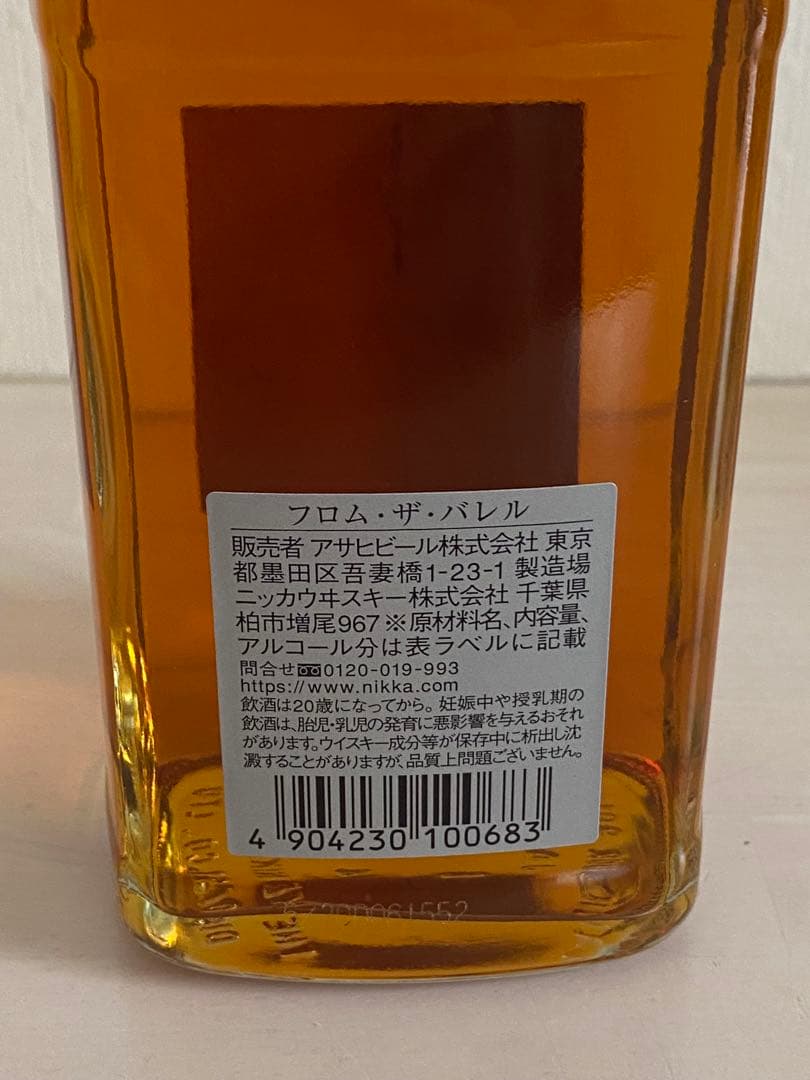 フロム・ザ・バレル
販売者 アサヒビール株式会社 東京
都墨田区吾妻橋1-23-1 製造場
ニッカウヰスキー株式会社 千葉県
柏市増尾967※原材料名、内容量、
アルコール分は表ラベルに記載
問合せ 0120-019-993
https://www.nikka.com
飲酒は20歳になってから。妊娠中や授乳期の
飲酒は、胎児・乳児の発育に悪影響を与えるおそれ
があります。ウイスキー成分等が保存中に析出し沈
澱することがありますが、品質上問題ございません。
4 904230 100683